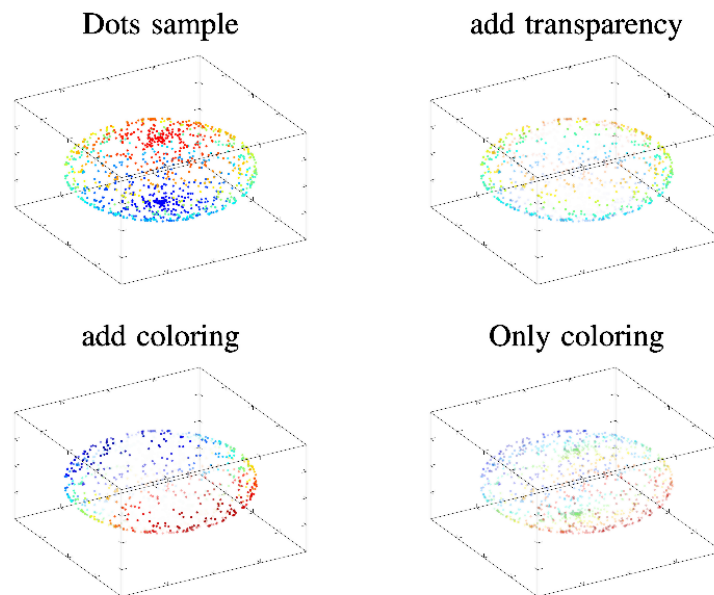 Dots sample
add transparency
add coloring
Only coloring